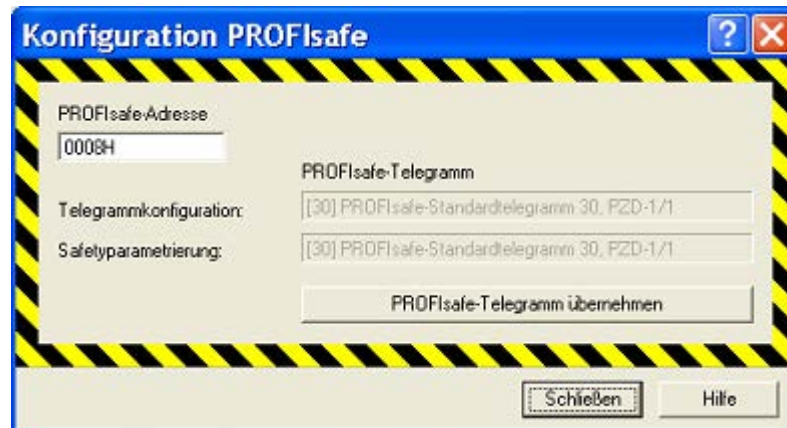 Konfiguration PROFIsafe
PROFIsafe-Adresse
0008H
PROFIsafe-Telegramm
Telegrammkonfiguration:
[30] PROFIsafe-Standardtelegramm 30, PZD-1/1
Safetyparametrierung:
[30] PROFIsafe-Standardtelegramm 30, PZD-1/1
PROFIsafe-Telegramm übernehmen
Schließen
Hilfe